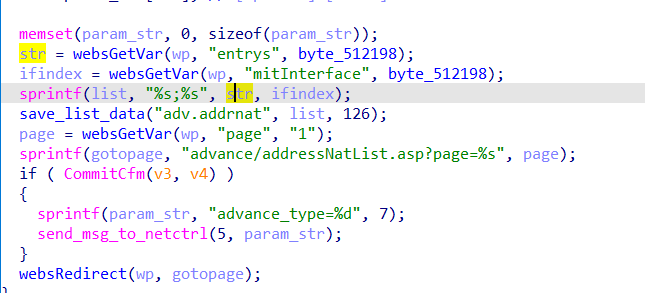 memset(param_str, 0, sizeof(param_str));
str = websGetVar(wp, "entrys", byte_512198);
ifindex = websGetVar(wp, "mitInterface", byte_512198);
sprintf(list, "%s;%s", str, ifindex);
save_list_data("adv.addrnat", list, 126);
page = websGetVar(wp, "page", "1");
sprintf(gotopage, "advance/addressNatList.asp?page=%s", page);
if ( CommitCfm(v3, v4) )
{
sprintf(param_str, "advance_type=%d", 7);
send_msg_to_netctrl(5, param_str);
}
websRedirect(wp, gotopage);